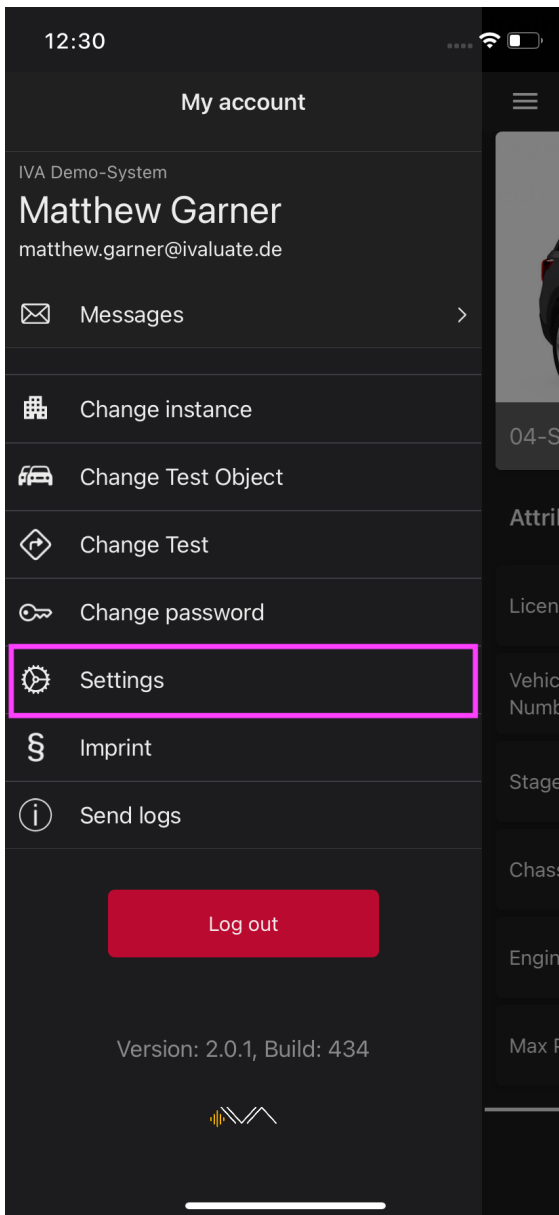 12:30
My account
IVA Demo-System
Matthew Garner
matthew.garner@ivaluate.de
Messages
Change instance
Change Test Object
Change Test
Change password
Settings
§ Imprint
Send logs
Log out
Version: 2.0.1, Build: 434
IVA
04-S
Attri
Licen
Vehic
Numb
Stage
Chass
Engin
Max P